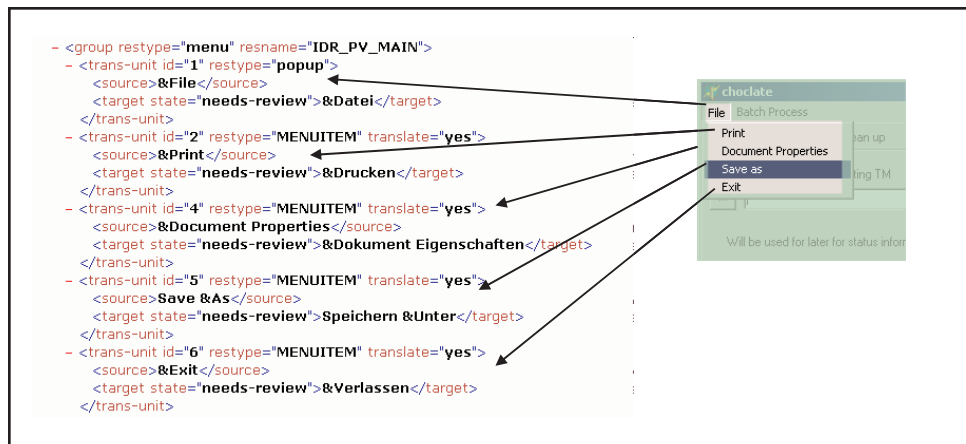 – <group restype="menu" resname="IDR_PV_MAIN">
– <trans-unit id="1" restype="popup">
<source>&File</source>
<target state="needs-review">&Datei</target>
</trans-unit>
– <trans-unit id="2" restype="MENUITEM" translate="yes">
<source>&Print</source>
<target state="needs-review">&Drucken</target>
</trans-unit>
– <trans-unit id="4" restype="MENUITEM" translate="yes">
<source>&Document Properties</source>
<target state="needs-review">&Dokument Eigenschaften</target>
</trans-unit>
– <trans-unit id="5" restype="MENUITEM" translate="yes">
<source>Save &As</source>
<target state="needs-review">Speichern &Unter</target>
</trans-unit>
– <trans-unit id="6" restype="MENUITEM" translate="yes">
<source>&Exit</source>
<target state="needs-review">&Verlassen</target>
</trans-unit>
choclate
File Batch Process
Print
ean up
Document Properties
Save as
ting TM
Exit
Will be used for later for status inforr